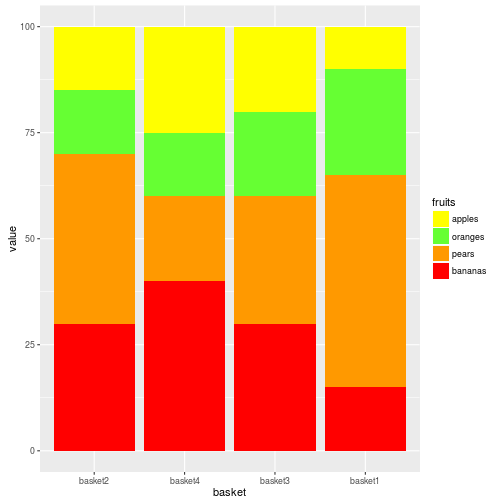 100
75
50
25
0
value
basket2 basket4 basket3 basket1
basket
fruits
apples
oranges
pears
bananas